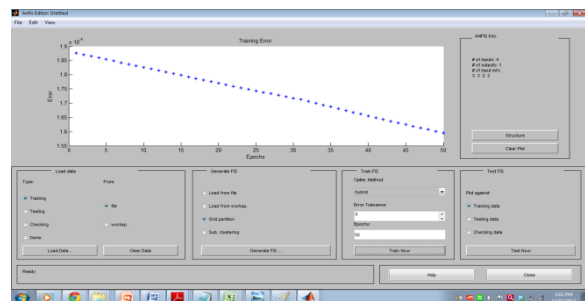 Anfis Editor: Untitled
File Edit View
Training Error
x 10
1.9
1.85
1.8
1.75
1.7
1.65
1.6
1.55
Error
0 5 10 15 20 25 30 35 40 45 50
Epochs
ANFIS Info.
# of inputs: 4
# of outputs: 1
# of input mfs:
3 3 3 3
Structure
Clear Plot
Load data
Type:
From:
Training
Testing
Checking
Demo
file
worksp.
Load Data...
Clear Data
Generate FIS
Load from file
Load from worksp.
Grid partition
Sub. clustering
Generate FIS ...
Train FIS
Optim. Method:
hybrid
Error Tolerance:
0
Epochs:
50
Train Now
Test FIS
Plot against:
Training data
Testing data
Checking data
Test Now
Ready
Help
Close